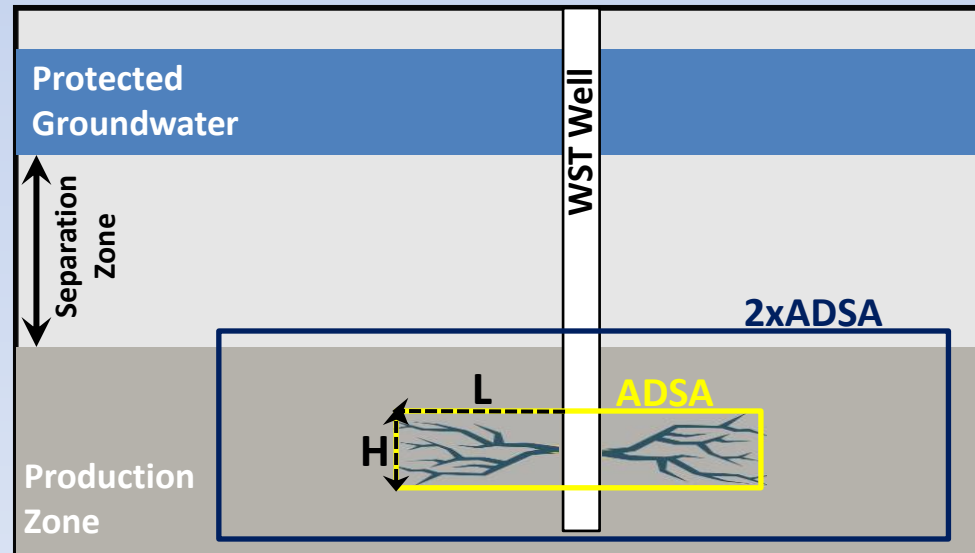 Protected
Groundwater
WST Well
Separation
Zone
2xADSA
ADSA
L
H
Production
Zone